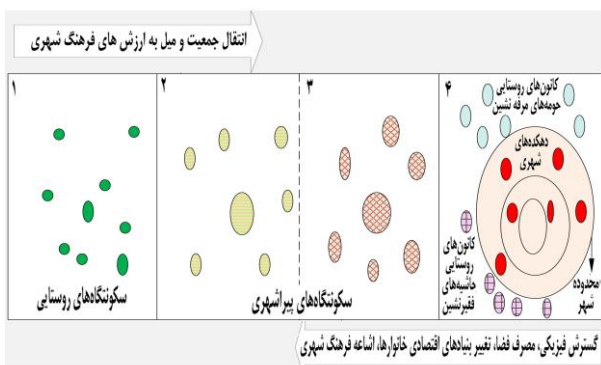 انتقال جمعیت و میل به ارزش های فرهنگ شهری
۱
۲
۳
۴
کانون‌های روستایی
حومه‌های مرفه نشین
دهکده‌های
شهری
کانون‌های
روستایی
حاشیه‌های
فقیرنشین
محدوده
شهر
سکونتگاه‌های روستایی
سکونتگاه‌های پیراشهری
گسترش فیزیکی، مصرف فضا، تغییر بنیادهای اقتصادی خانوارها، اشاعه فرهنگ شهری